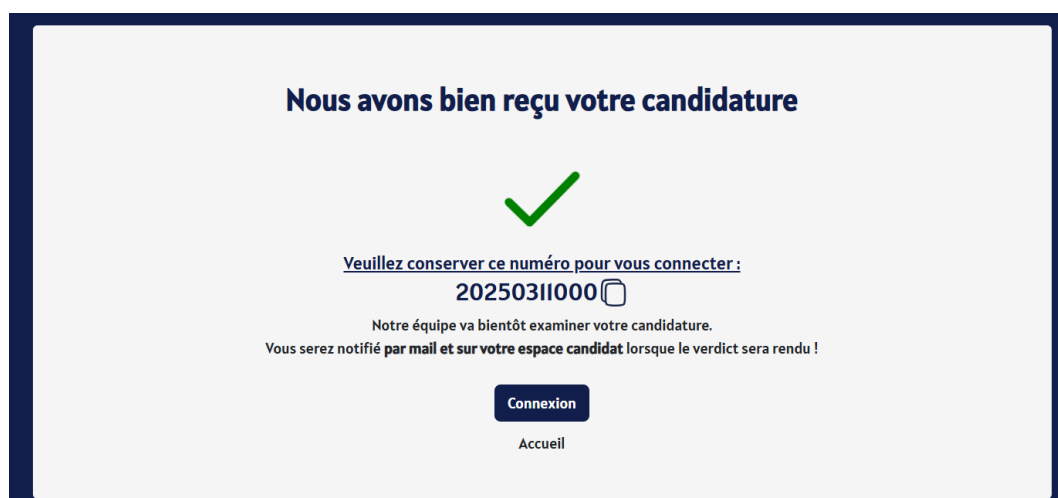 Nous avons bien reçu votre candidature
Veuillez conserver ce numéro pour vous connecter :
20250311000
Notre équipe va bientôt examiner votre candidature.
Vous serez notifié par mail et sur votre espace candidat lorsque le verdict sera rendu !
Connexion
Accueil